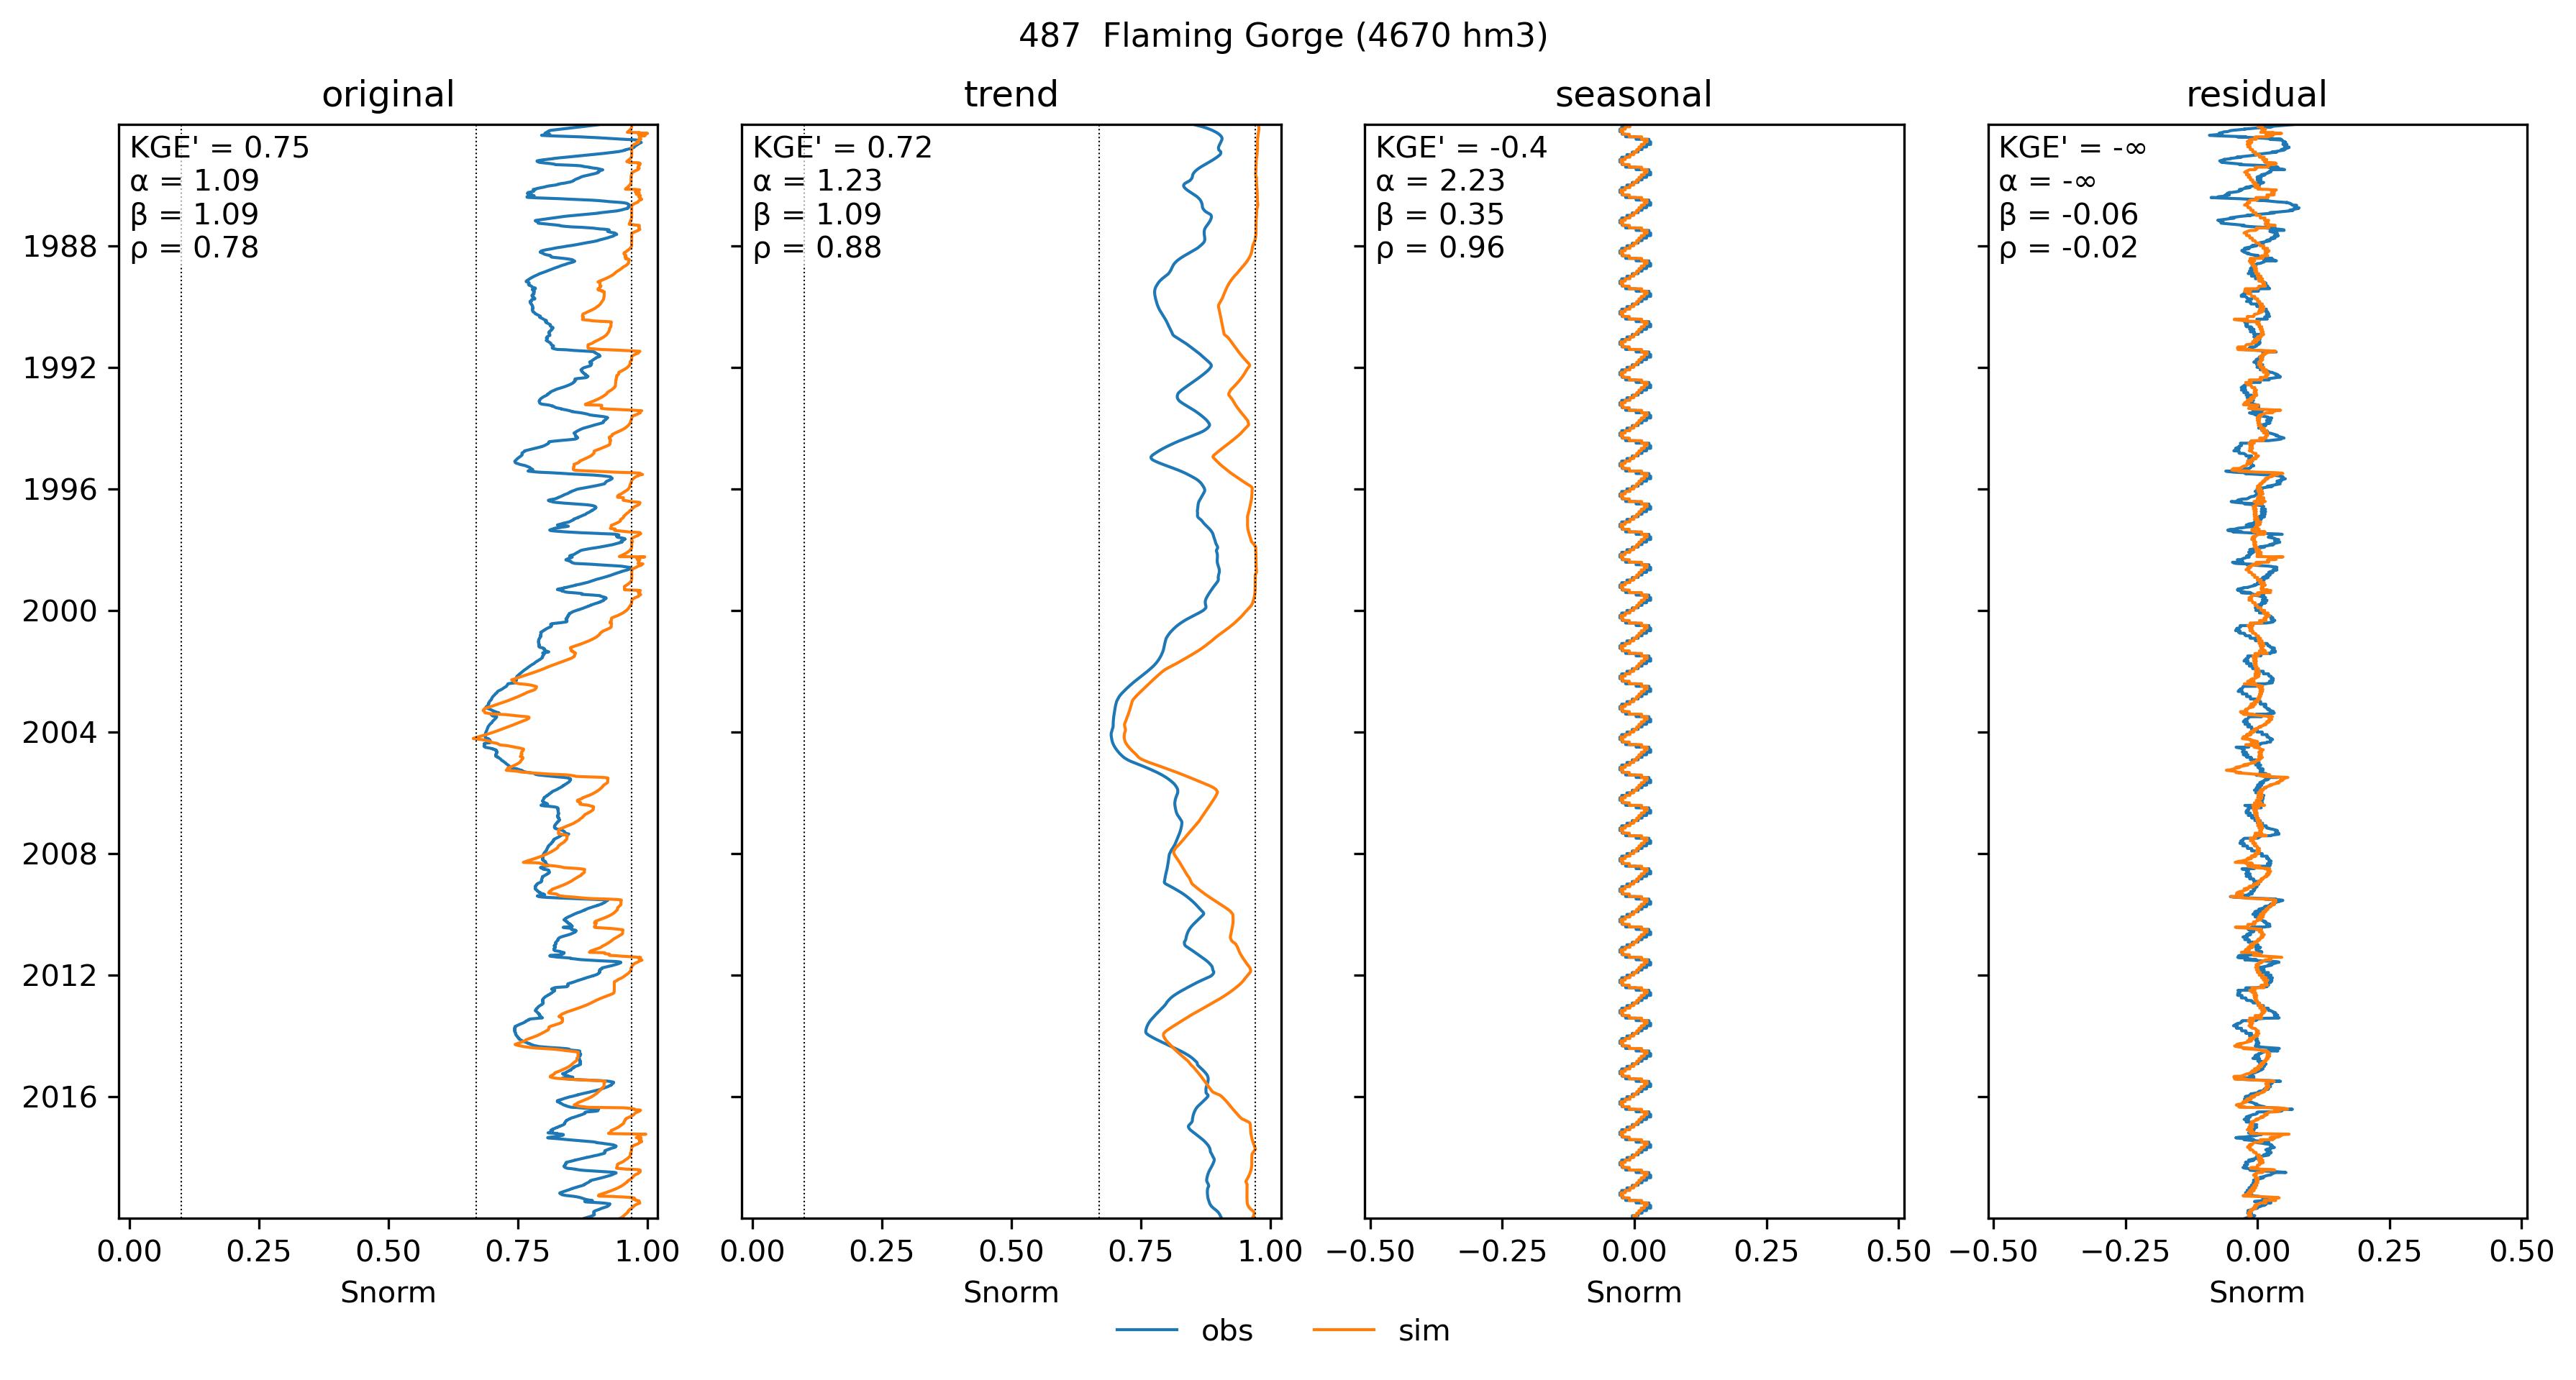 487  Flaming Gorge (4670 hm3)
original
trend
seasonal
residual
KGE' = 0.75
α = 1.09
β = 1.09
ρ = 0.78
KGE' = 0.72
α = 1.23
β = 1.09
ρ = 0.88
KGE' = -0.4
α = 2.23
β = 0.35
ρ = 0.96
KGE' = -∞
α = -∞
β = -0.06
ρ = -0.02
1988
1992
1996
2000
2004
2008
2012
2016
0.00 0.25 0.50 0.75 1.00
0.00 0.25 0.50 0.75 1.00
−0.50 −0.25 0.00 0.25 0.50
−0.50 −0.25 0.00 0.25 0.50
Snorm
Snorm
Snorm
Snorm
obs
sim